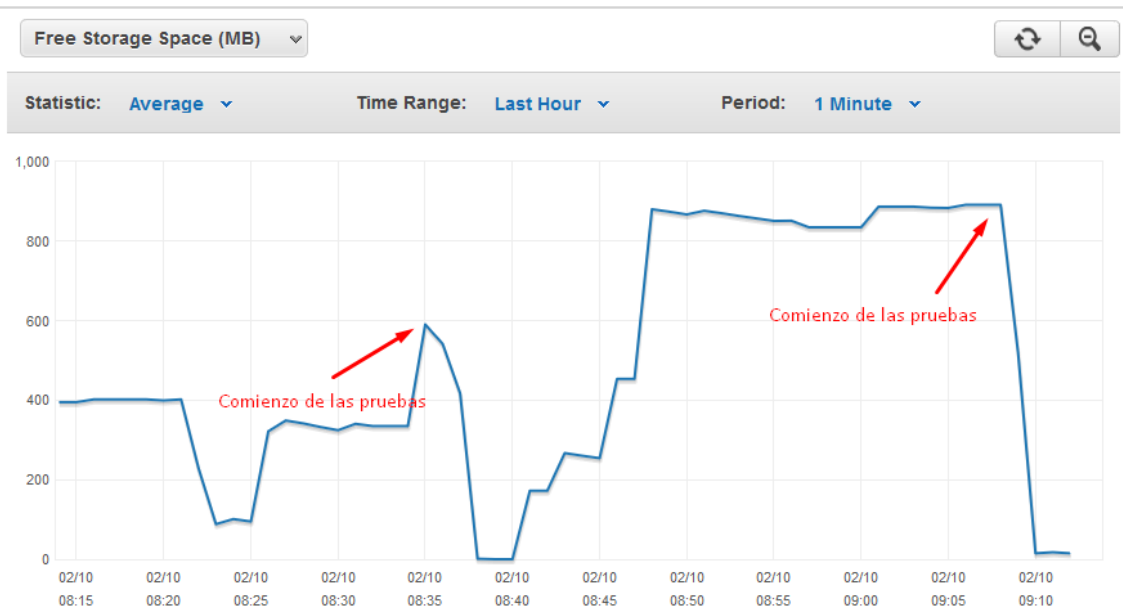 Free Storage Space (MB)
Statistic: Average Time Range: Last Hour Period: 1 Minute
1,000
800
600
400
200
0
Comienzo de las pruebas
Comienzo de las pruebas
02/10 02/10 02/10 02/10 02/10 02/10 02/10 02/10 02/10 02/10 02/10 02/10
08:15 08:20 08:25 08:30 08:35 08:40 08:45 08:50 08:55 09:00 09:05 09:10